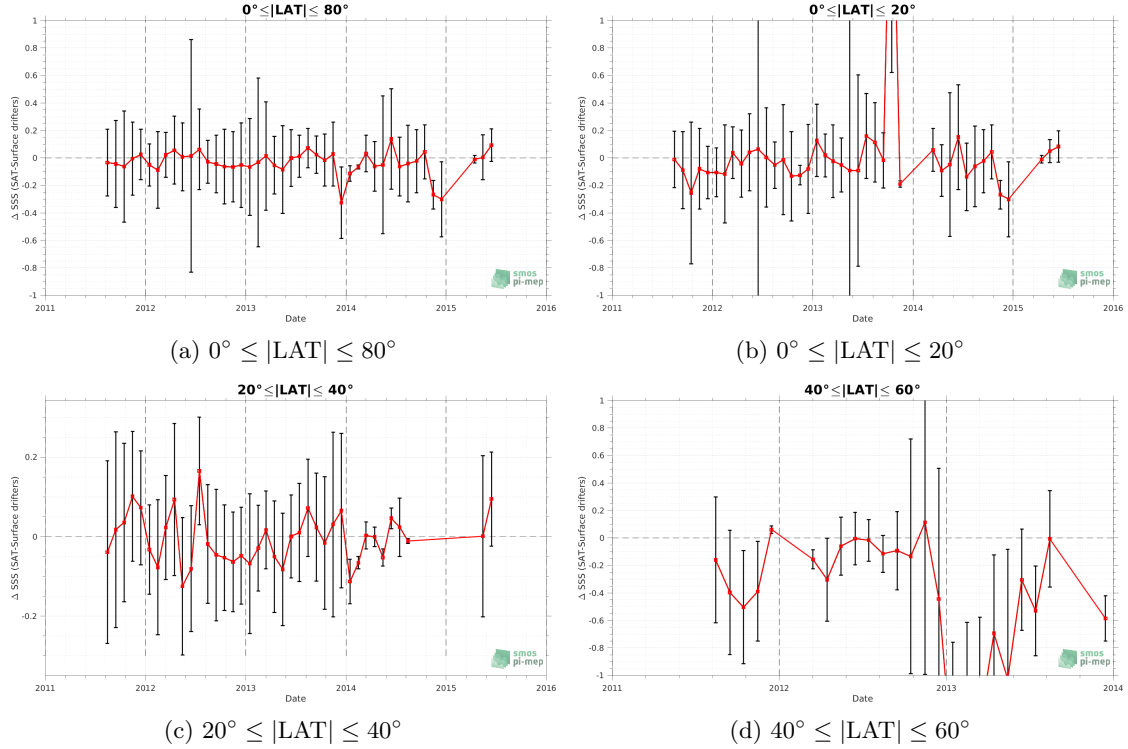 0°≤|LAT|≤ 80°
1
0.8
0.6
0.4
0.2
0
-0.2
-0.4
-0.6
-0.8
-1
Δ SSS (SAT-Surface drifters)
2011 2012 2013 2014 2015 2016
Date
smos
pi-mep
(a) 0° ≤ |LAT| ≤ 80°
0°≤|LAT|≤ 20°
1
0.8
0.6
0.4
0.2
0
-0.2
-0.4
-0.6
-0.8
-1
Δ SSS (SAT-Surface drifters)
2011 2012 2013 2014 2015 2016
Date
smos
pi-mep
(b) 0° ≤ |LAT| ≤ 20°
20°≤|LAT|≤ 40°
0.2
0
-0.2
Δ SSS (SAT-Surface drifters)
2011 2012 2013 2014 2015 2016
Date
smos
pi-mep
(c) 20° ≤ |LAT| ≤ 40°
40°≤|LAT|≤ 60°
1
0.8
0.6
0.4
0.2
0
-0.2
-0.4
-0.6
-0.8
-1
Δ SSS (SAT-Surface drifters)
2011 2012 2013 2014
Date
smos
pi-mep
(d) 40° ≤ |LAT| ≤ 60°